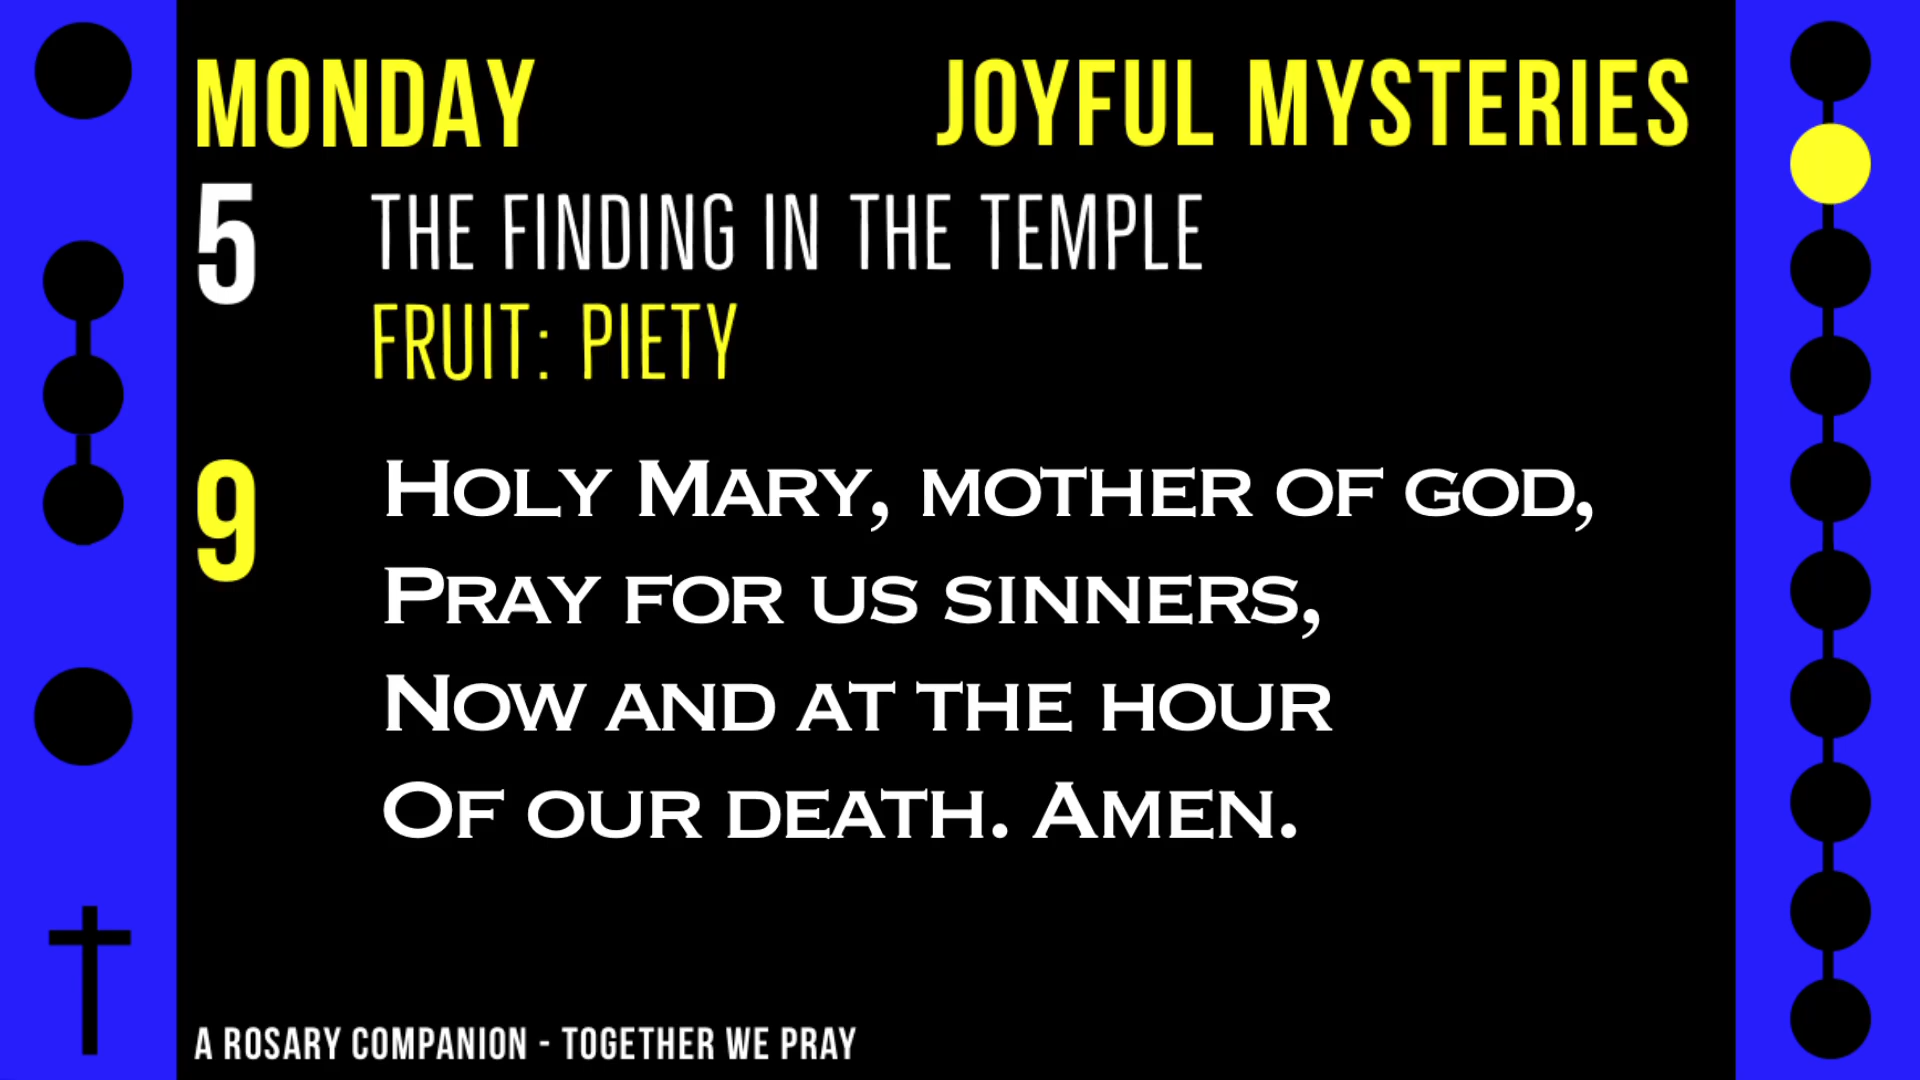 MONDAY JOYFUL MYSTERIES
5 THE FINDING IN THE TEMPLE
FRUIT: PIETY
9 HOLY MARY, MOTHER OF GOD,
PRAY FOR US SINNERS,
NOW AND AT THE HOUR
OF OUR DEATH. AMEN.
A ROSARY COMPANION - TOGETHER WE PRAY